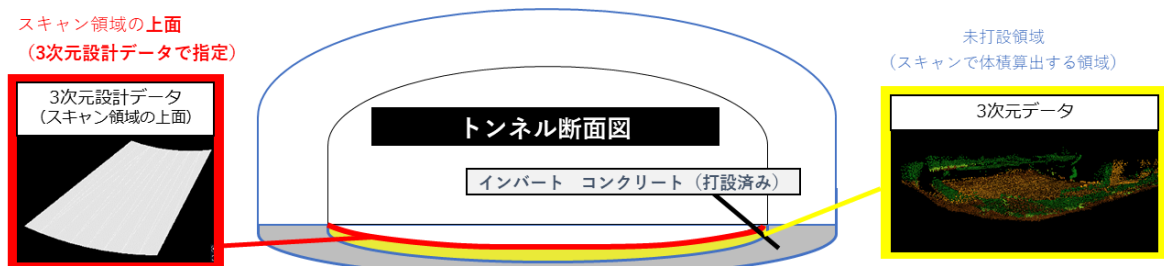 スキャン領域の上面
（3次元設計データで指定）
3次元設計データ
（スキャン領域の上面）
トンネル断面図
インバート　コンクリート（打設済み）
未打設領域
（スキャンで体積算出する領域）
3次元データ